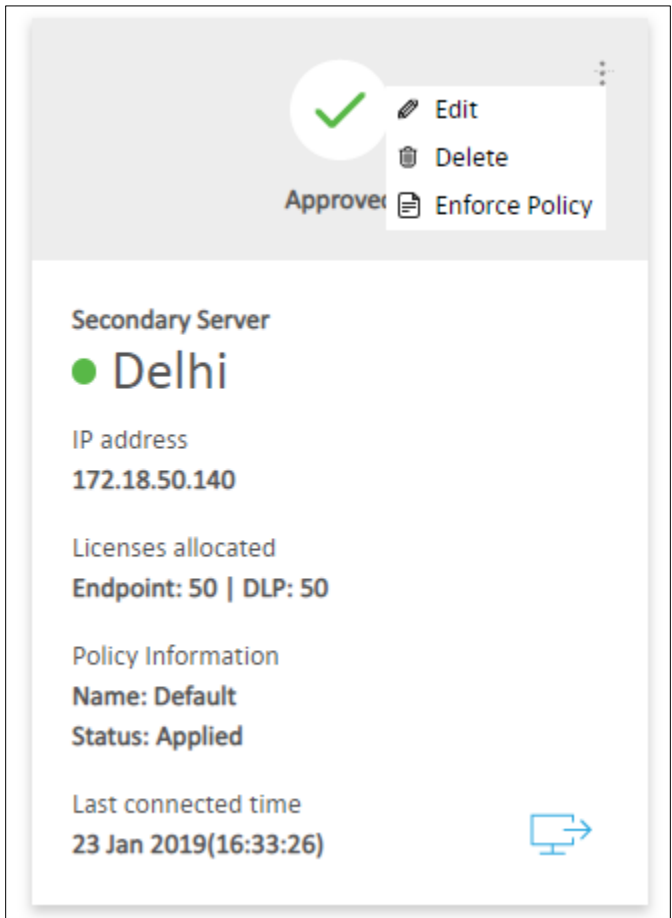 Edit
Delete
Approved
Enforce Policy
Secondary Server
Delhi
IP address
172.18.50.140
Licenses allocated
Endpoint: 50 | DLP: 50
Policy Information
Name: Default
Status: Applied
Last connected time
23 Jan 2019(16:33:26)